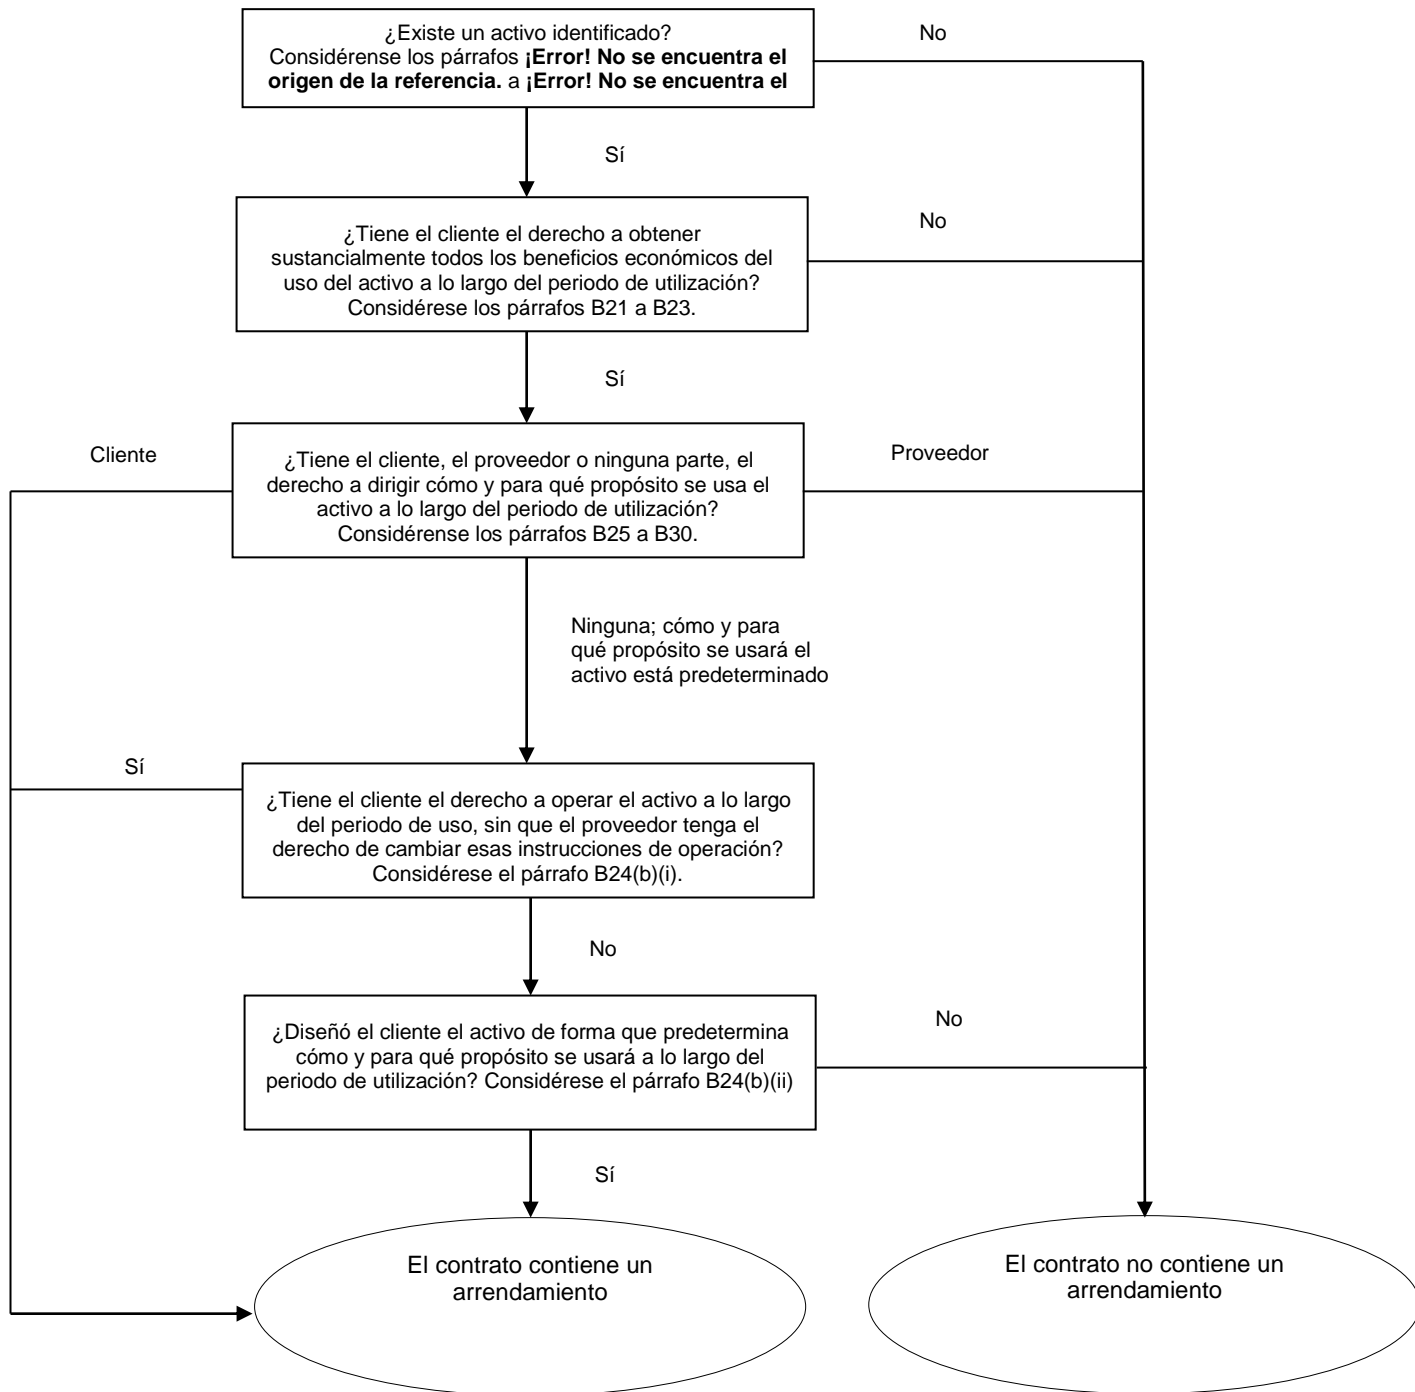 ¿Existe un activo identificado?
Considérense los párrafos ¡Error! No se encuentra el
origen de la referencia. a ¡Error! No se encuentra el
No
Sí
¿Tiene el cliente el derecho a obtener
sustancialmente todos los beneficios económicos del
uso del activo a lo largo del periodo de utilización?
Considérese los párrafos B21 a B23.
No
Sí
Cliente
¿Tiene el cliente, el proveedor o ninguna parte, el
derecho a dirigir cómo y para qué propósito se usa el
activo a lo largo del periodo de utilización?
Considérense los párrafos B25 a B30.
Proveedor
Ninguna; cómo y para
qué propósito se usará el
activo está predeterminado
Sí
¿Tiene el cliente el derecho a operar el activo a lo largo
del periodo de uso, sin que el proveedor tenga el
derecho de cambiar esas instrucciones de operación?
Considérese el párrafo B24(b)(i).
No
¿Diseñó el cliente el activo de forma que predetermina
cómo y para qué propósito se usará a lo largo del
periodo de utilización? Considérese el párrafo B24(b)(ii)
No
Sí
El contrato contiene un
arrendamiento
El contrato no contiene un
arrendamiento